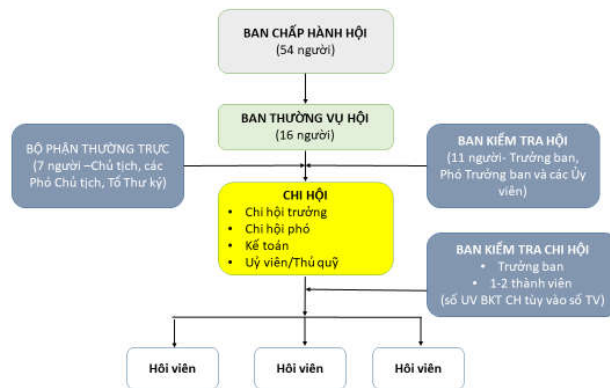 BAN CHẤP HÀNH HỘI
(54 người)
BAN THƯỜNG VỤ HỘI
(16 người)
BỘ PHẬN THƯỜNG TRỰC
(7 người –Chủ tịch, các
Phó Chủ tịch, Tổ Thư ký)
BAN KIỂM TRA HỘI
(11 người- Trưởng ban,
Phó Trưởng ban và các Ủy
viên)
CHI HỘI
• Chi hội trưởng
• Chi hội phó
• Kế toán
• Uỷ viên/Thủ quỹ
BAN KIỂM TRA CHI HỘI
• Trưởng ban
• 1-2 thành viên
(số UV BKT CH tùy vào số TV)
Hôi viên
Hôi viên
Hôi viên